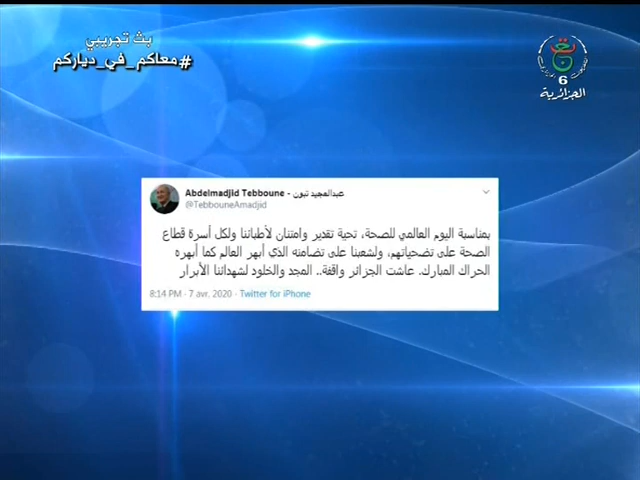 بث تجريبي
#معاكم_في_دياركم
6
الجزائرية
Abdelmadjid Tebboune - عبدالمجيد تبون
@TebbouneAmadjid
بمناسبة اليوم العالمي للصحة، تحية تقدير وامتنان لأطبائنا ولكل أسرة قطاع
الصحة على تضحياتهم، ولشعبنا على تضامنه الذي أبهر العالم كما أبهره
الحراك المبارك. عاشت الجزائر واقفة.. المجد والخلود لشهدائنا الأبرار
8:14 PM - 7 avr. 2020 - Twitter for iPhone